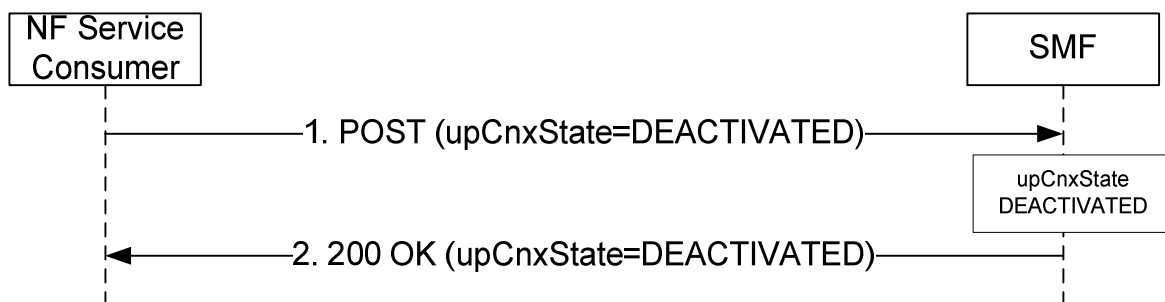 NF Service
Consumer
SMF
1. POST (upCnxState=DEACTIVATED)
upCnxState
DEACTIVATED
2. 200 OK (upCnxState=DEACTIVATED)